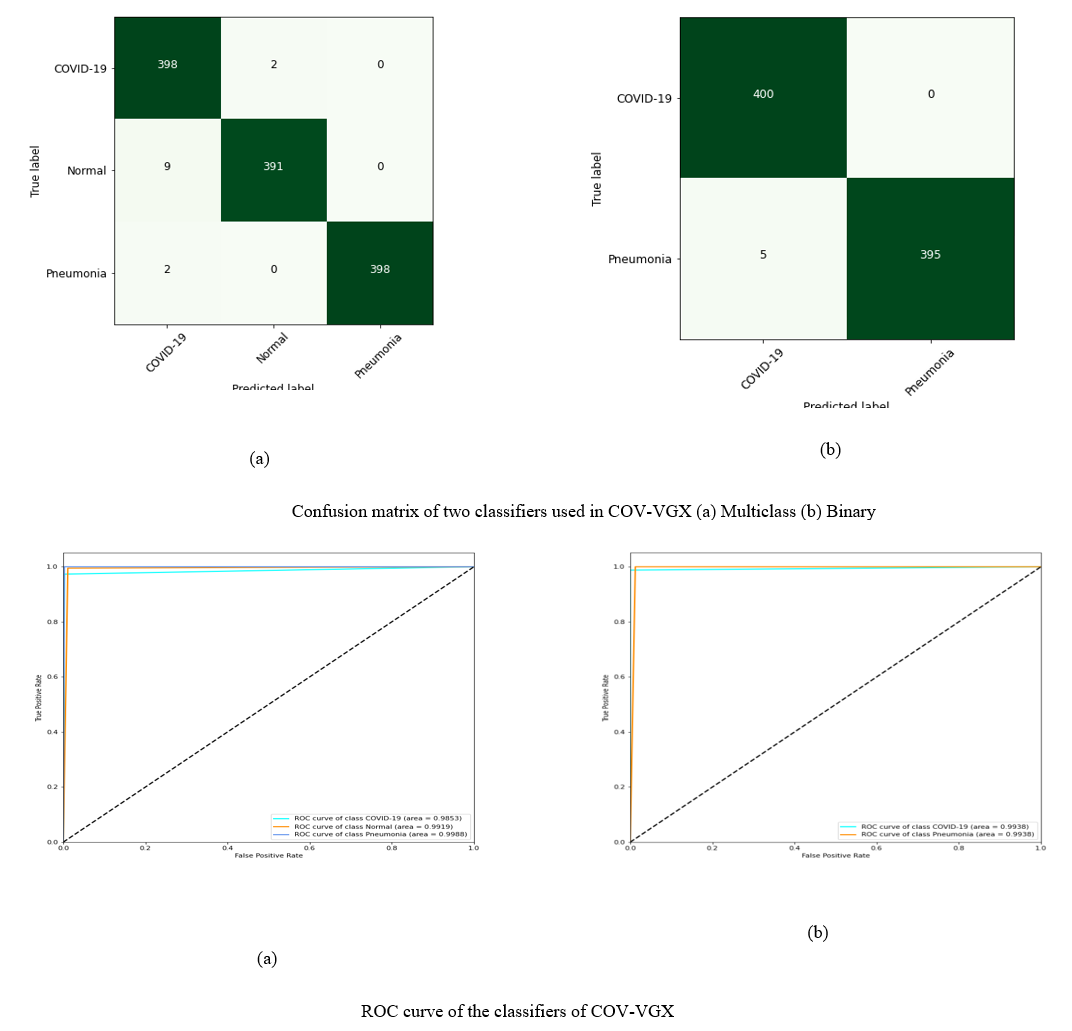 True label
COVID-19 398 2 0
Normal 9 391 0
Pneumonia 2 0 398
COVID-19 Normal Pneumonia
Predicted label
(a)
True label
COVID-19 400 0
Pneumonia 5 395
COVID-19 Pneumonia
Predicted label
(b)
Confusion matrix of two classifiers used in COV-VGX (a) Multiclass (b) Binary
True Positive Rate
1.0
0.8
0.6
0.4
0.2
0.0
ROC curve of class COVID-19 (area = 0.9853)
ROC curve of class Normal (area = 0.9919)
ROC curve of class Pneumonia (area = 0.9988)
0.0 0.2 0.4 0.6 0.8 1.0
False Positive Rate
(a)
True Positive Rate
1.0
0.8
0.6
0.4
0.2
0.0
ROC curve of class COVID-19 (area = 0.9938)
ROC curve of class Pneumonia (area = 0.9938)
0.0 0.2 0.4 0.6 0.8 1.0
False Positive Rate
(b)
ROC curve of the classifiers of COV-VGX